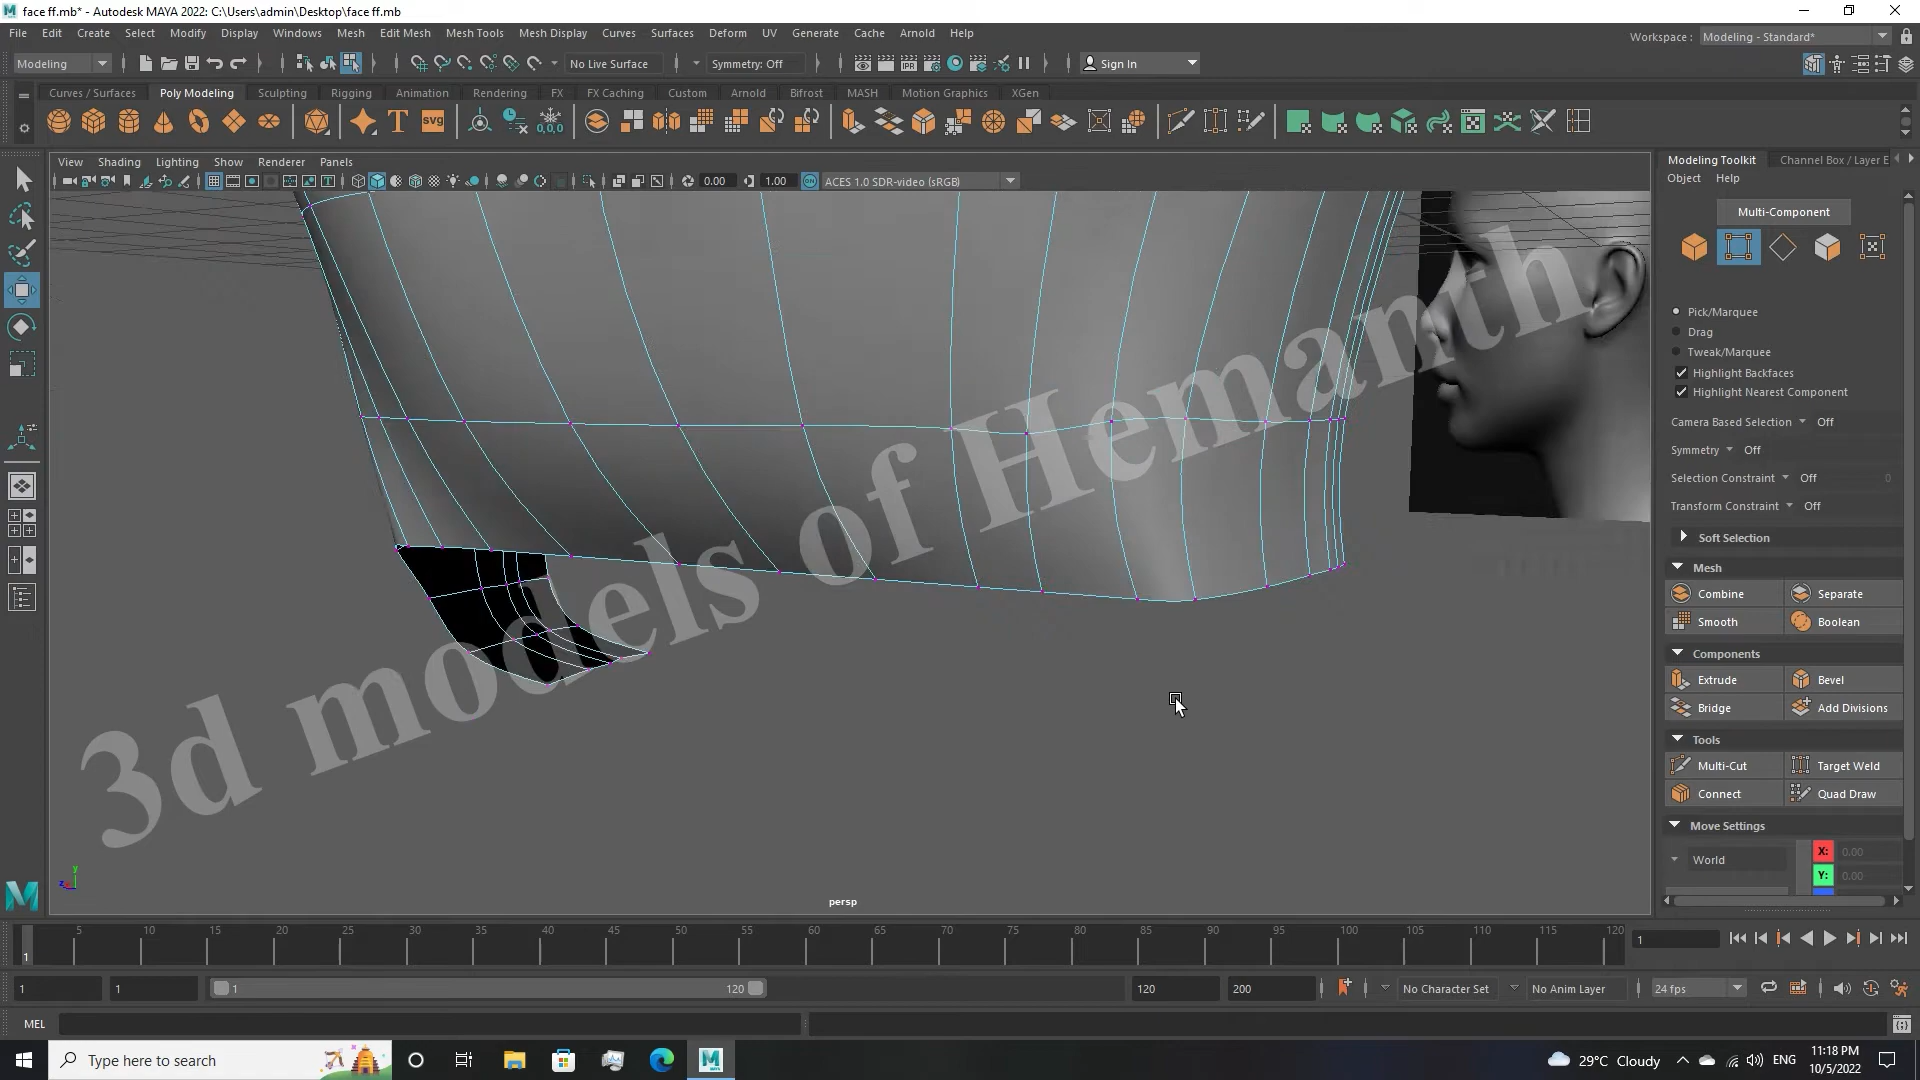 face ff.mb* - Autodesk MAYA 2022: C:\Users\admin\Desktop\face ff.mb
File Edit Create Select Modify Display Windows Mesh Edit Mesh Mesh Tools Mesh Display Curves Surfaces Deform UV Generate Cache Arnold Help
Workspace : Modeling - Standard*
Modeling No Live Surface Symmetry: Off Sign In
Curves / Surfaces Poly Modeling Sculpting Rigging Animation Rendering FX FX Caching Custom Arnold Bifrost MASH Motion Graphics XGen
SVG 0,0,0
View Shading Lighting Show Renderer Panels
0.00 1.00 ACES 1.0 SDR-video (sRGB)
Modeling Toolkit Channel Box / Layer E
Object Help
Multi-Component
Pick/Marquee
Drag
Tweak/Marquee
Highlight Backfaces
Highlight Nearest Component
Camera Based Selection Off
Symmetry Off
Selection Constraint Off 0
Transform Constraint Off
Soft Selection
Mesh
Combine Separate
Smooth Boolean
Components
Extrude Bevel
Bridge Add Divisions
Tools
Multi-Cut Target Weld
Connect Quad Draw
Move Settings
World X: 0.00
Y: 0.00
3d models of Hemanth
y
z
persp
5 10 15 20 25 30 35 40 45 50 55 60 65 70 75 80 85 90 95 100 105 110 115 120
1 1
1 1 1 120 120 200 No Character Set No Anim Layer 24 fps
MEL
Type here to search 29°C Cloudy ENG 11:18 PM
10/5/2022